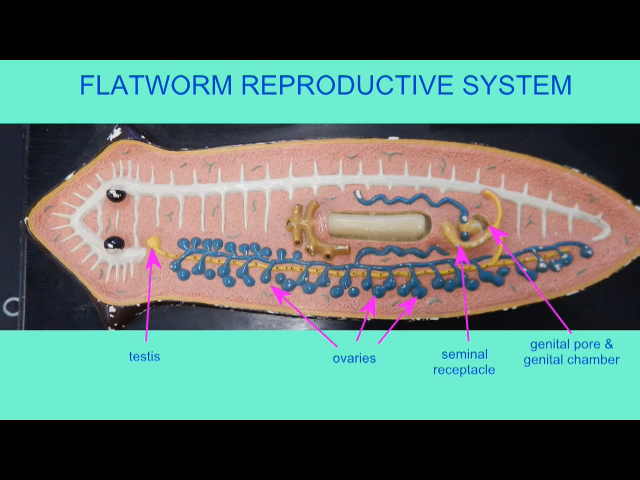 FLATWORM REPRODUCTIVE SYSTEM
testis
ovaries
seminal
receptacle
genital pore &
genital chamber